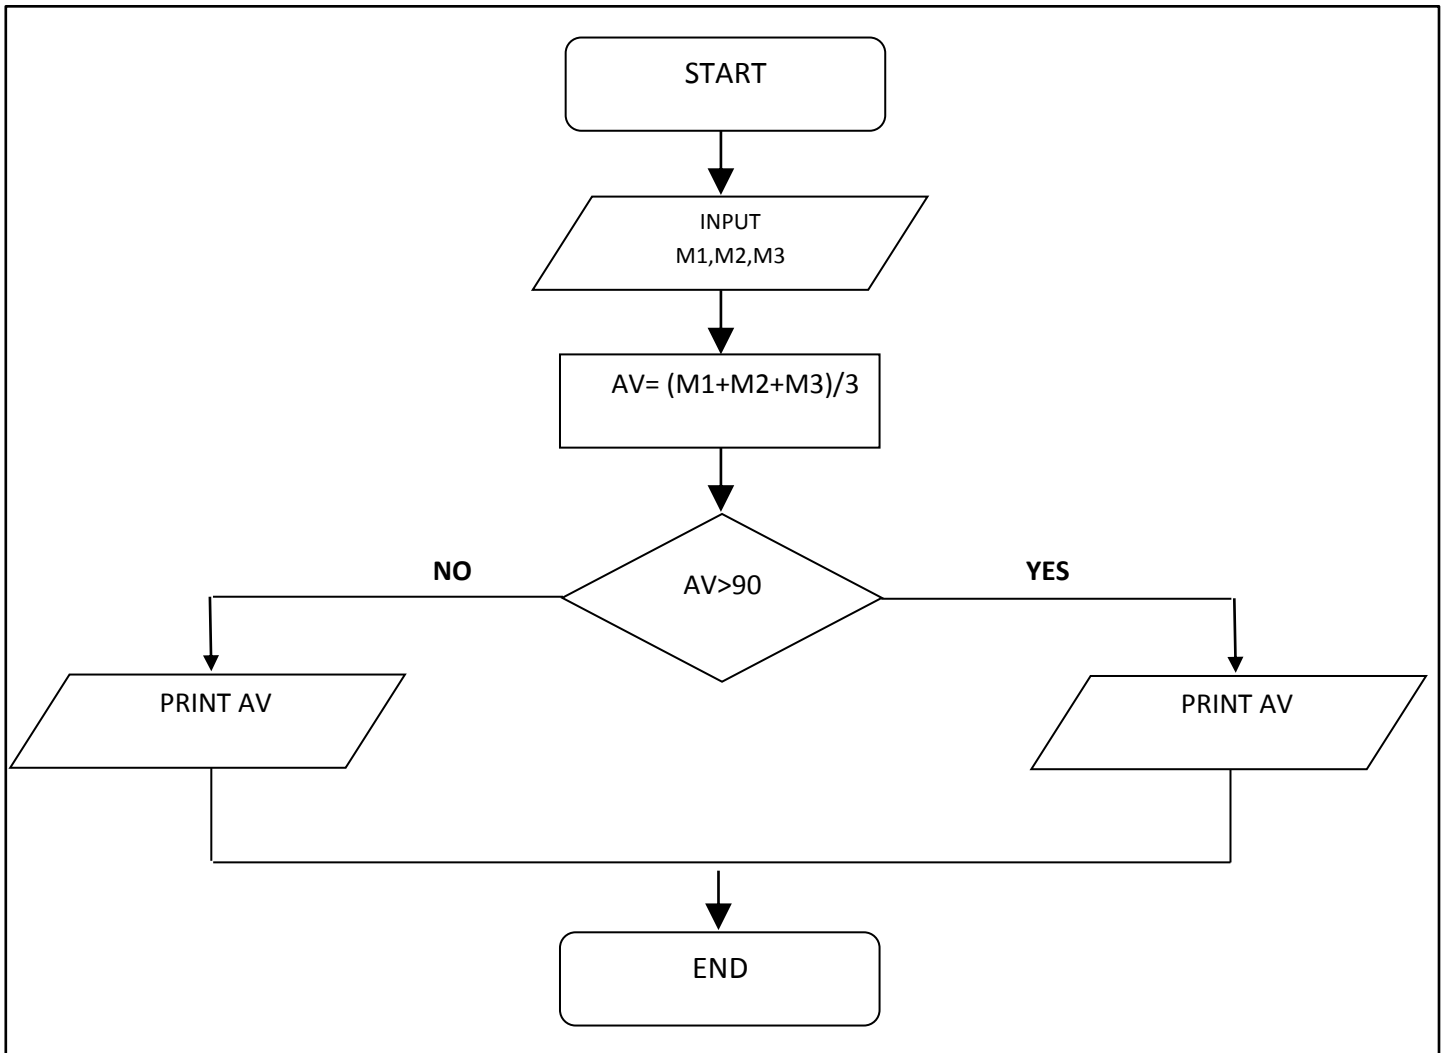 START
INPUT
M1,M2,M3
AV= (M1+M2+M3)/3
AV>90
NO
YES
PRINT AV
PRINT AV
END